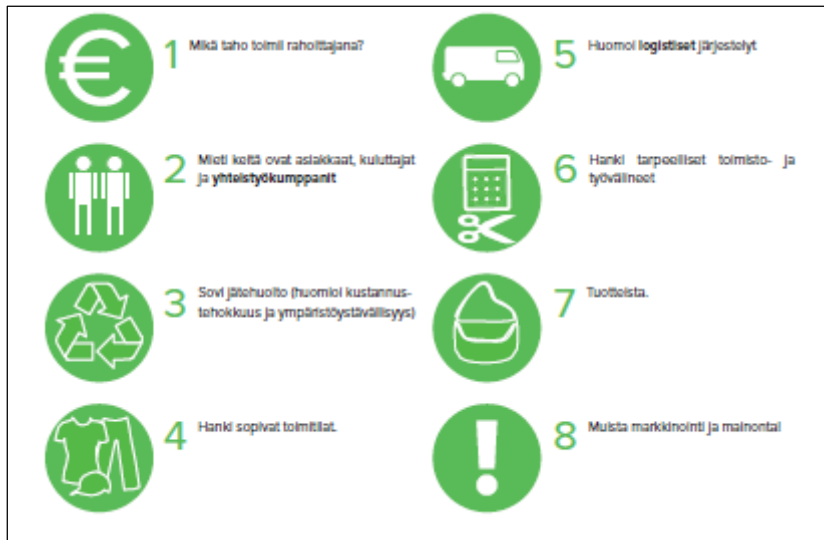 1 Mikä taho toimii rahoittajana?
2 Mieti keitä ovat asiakkaat, kuluttajat
ja yhteistyökumppanit
3 Sovi jätehuolto (huomioi kustannus-
tehokkuus ja ympäristöystävällisyys)
4 Hanki sopivat toimitilat.
5 Huomoi logistiset järjestelyt
6 Hanki tarpeelliset toimisto- ja
työvälineet
7 Tuotteista.
8 Muista markkinointi ja mainonta!